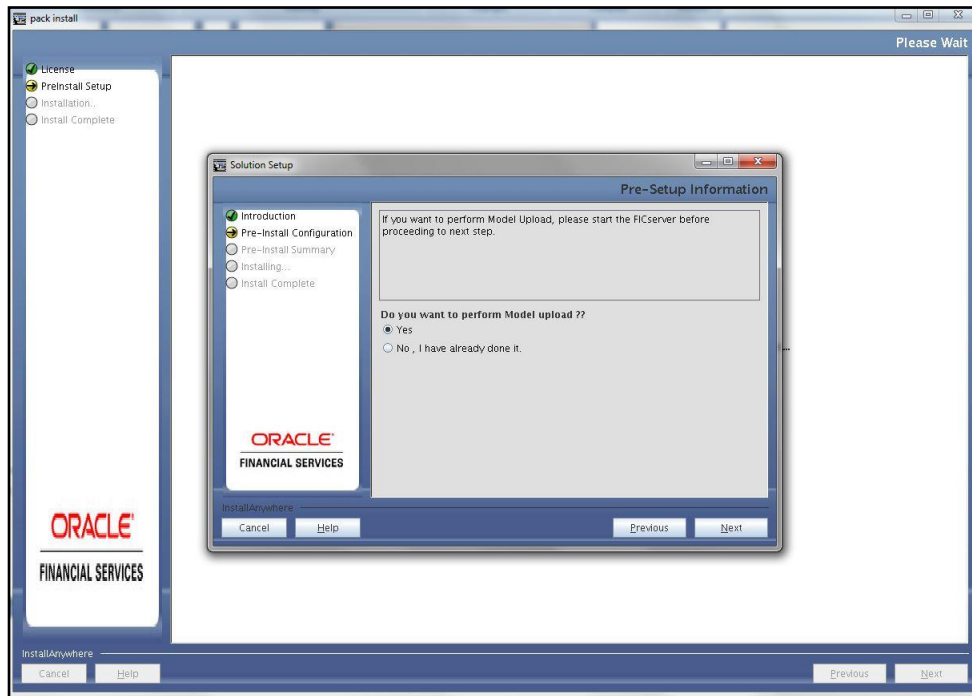 pack install
Please Wait
License
PreInstall Setup
Installation...
Install Complete
Solution Setup
Pre-Setup Information
Introduction
Pre-Install Configuration
Pre-Install Summary
Installing...
Install Complete
If you want to perform Model Upload, please start the FICserver before
proceeding to next step.
Do you want to perform Model upload ??
Yes
No , I have already done it.
ORACLE
FINANCIAL SERVICES
InstallAnywhere
Cancel
Help
Previous
Next
ORACLE
FINANCIAL SERVICES
InstallAnywhere
Cancel
Help
Previous
Next